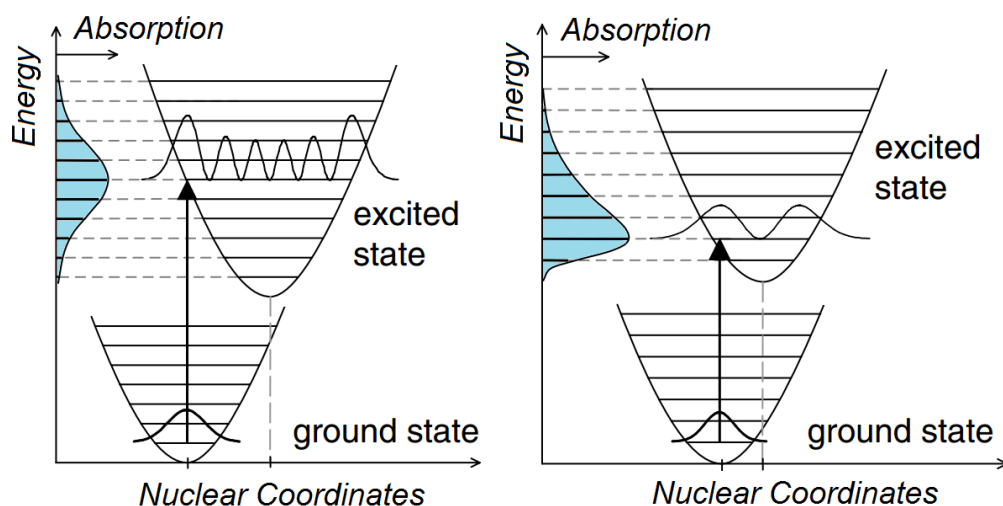 Absorption
Energy
excited
state
ground state
Nuclear Coordinates
Absorption
Energy
excited
state
ground state
Nuclear Coordinates